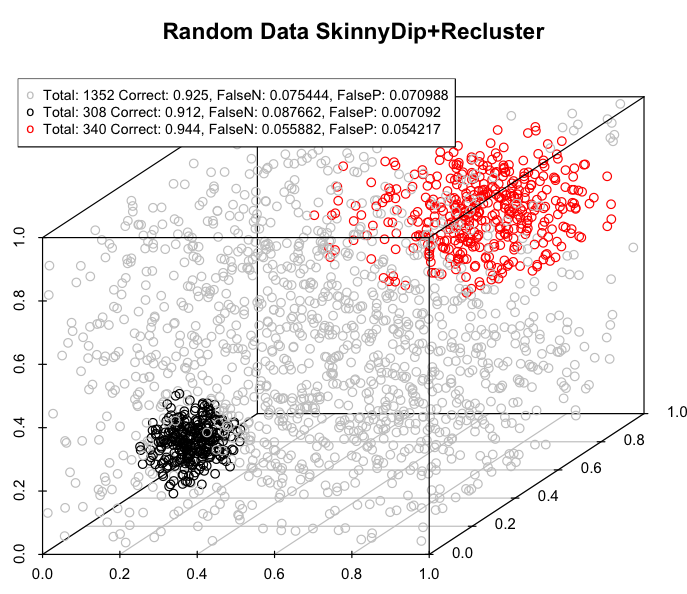 Random Data SkinnyDip+Recluster
Total: 1352 Correct: 0.925, FalseN: 0.075444, FalseP: 0.070988
Total: 308 Correct: 0.912, FalseN: 0.087662, FalseP: 0.007092
Total: 340 Correct: 0.944, FalseN: 0.055882, FalseP: 0.054217
1.0
0.8
0.6
0.4
0.2
0.0
1.0
0.8
0.6
0.4
0.2
0.0
0.0 0.2 0.4 0.6 0.8 1.0